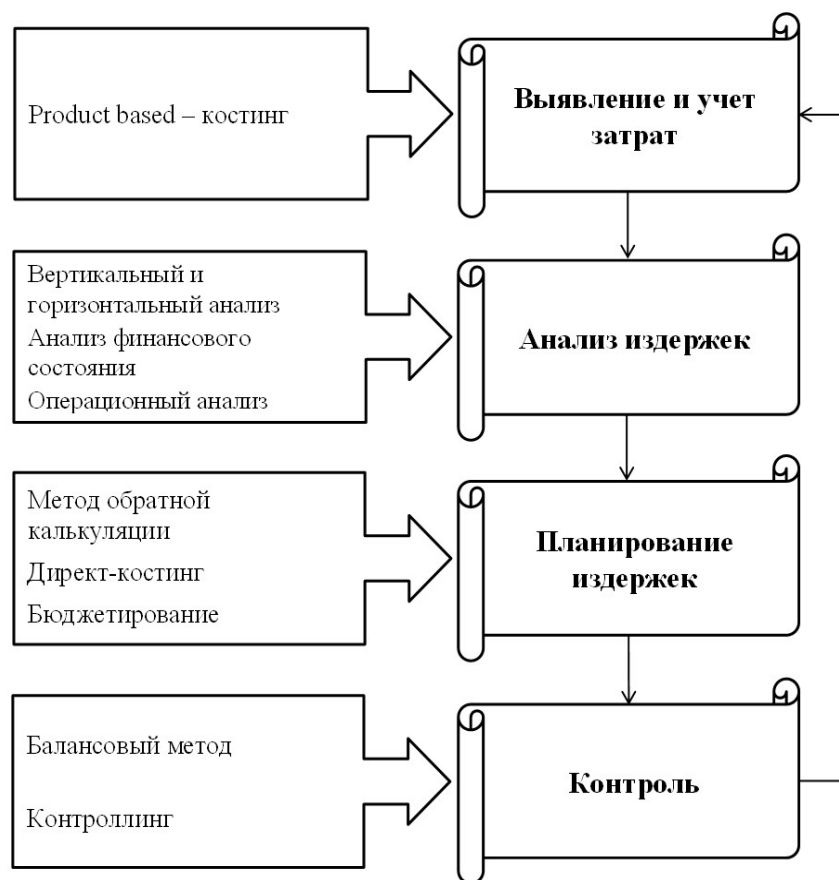 Product based – костинг
Выявление и учет
затрат
Вертикальный и
горизонтальный анализ
Анализ финансового
состояния
Операционный анализ
Анализ издержек
Метод обратной
калькуляции
Директ-костинг
Бюджетирование
Планирование
издержек
Балансовый метод
Контроллинг
Контроль